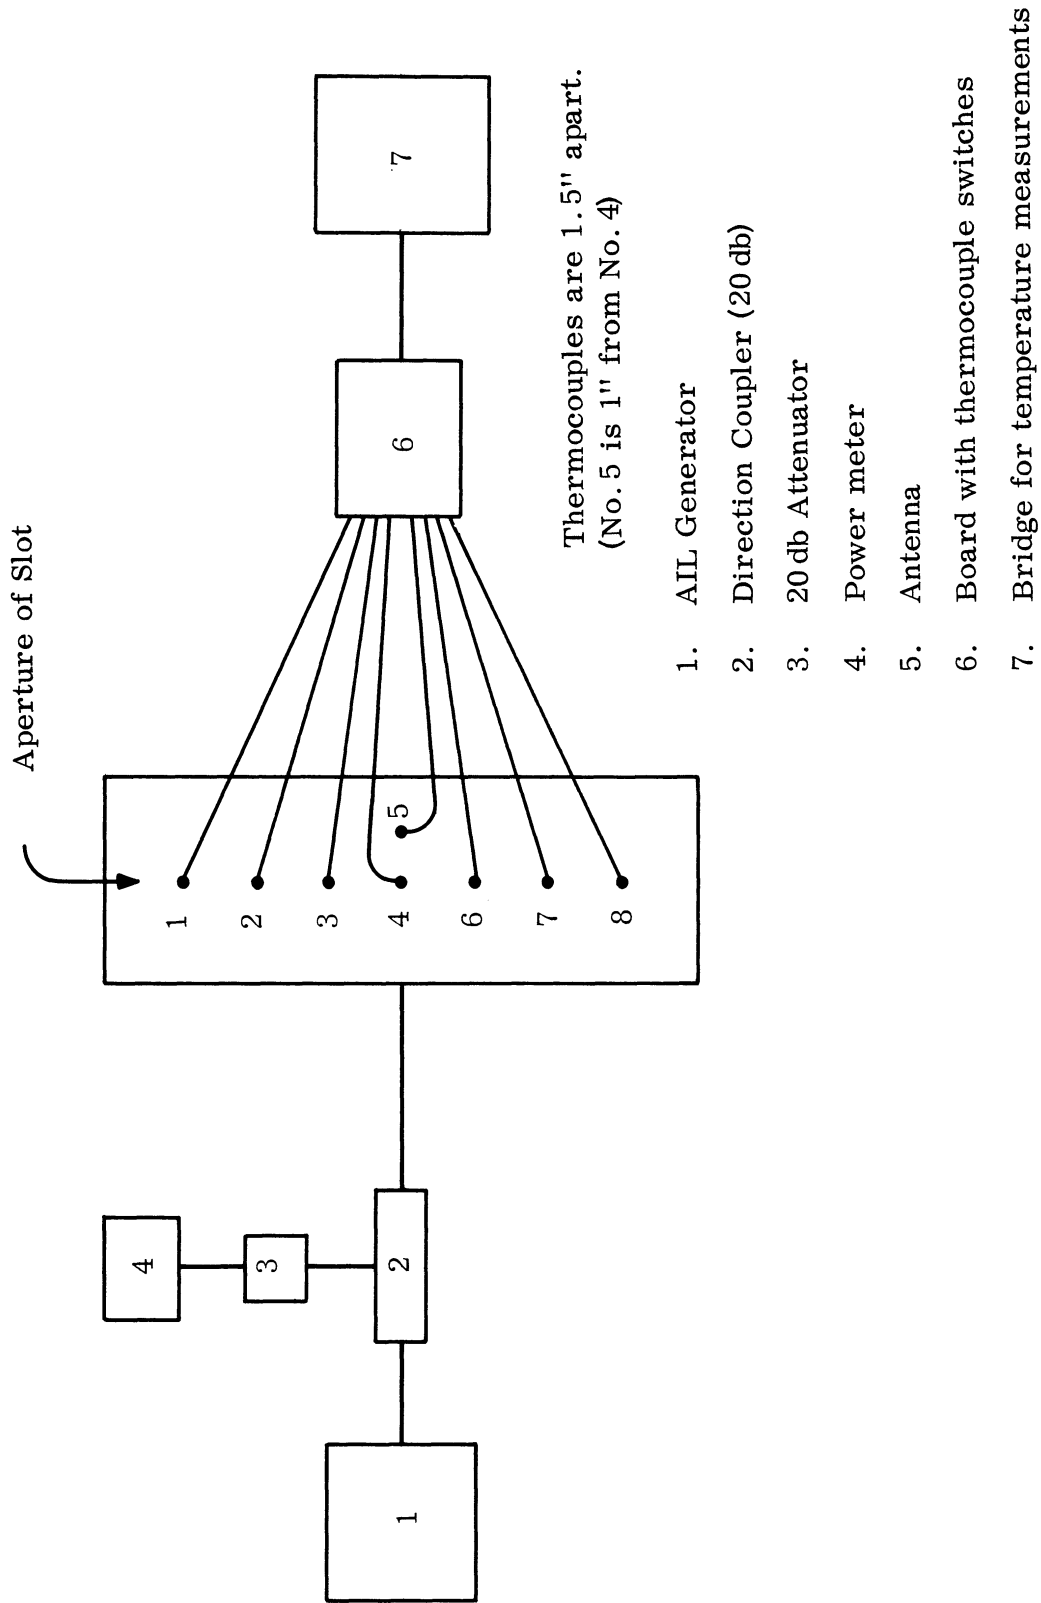 Aperture of Slot
1
2
3
4
5
6
7
8
4
3
2
1
6
7
Thermocouples are 1.5" apart.
(No. 5 is 1" from No. 4)
1. AIL Generator
2. Direction Coupler (20 db)
3. 20 db Attenuator
4. Power meter
5. Antenna
6. Board with thermocouple switches
7. Bridge for temperature measurements